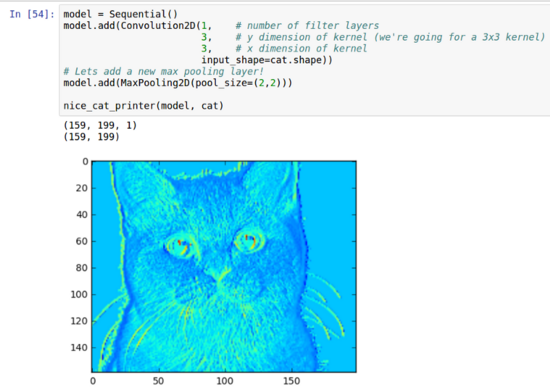 In [54]: model = Sequential()
model.add(Convolution2D(1,    # number of filter layers
3,    # y dimension of kernel (we're going for a 3x3 kernel)
3,    # x dimension of kernel
input_shape=cat.shape))
# Lets add a new max pooling layer!
model.add(MaxPooling2D(pool_size=(2,2)))
nice_cat_printer(model, cat)
(159, 199, 1)
(159, 199)
0
20
40
60
80
100
120
140
0 50 100 150